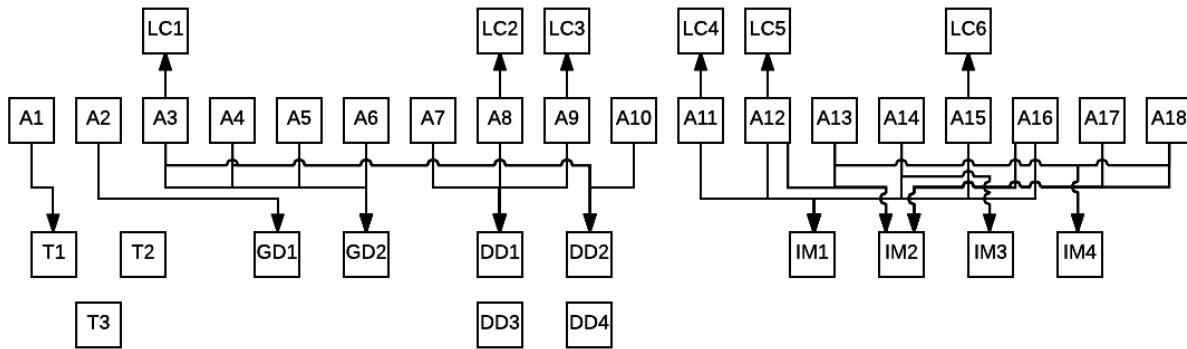 LC1 LC2 LC3 LC4 LC5 LC6
A1 A2 A3 A4 A5 A6 A7 A8 A9 A10 A11 A12 A13 A14 A15 A16 A17 A18
T1 T2 GD1 GD2 DD1 DD2 IM1 IM2 IM3 IM4
T3 DD3 DD4